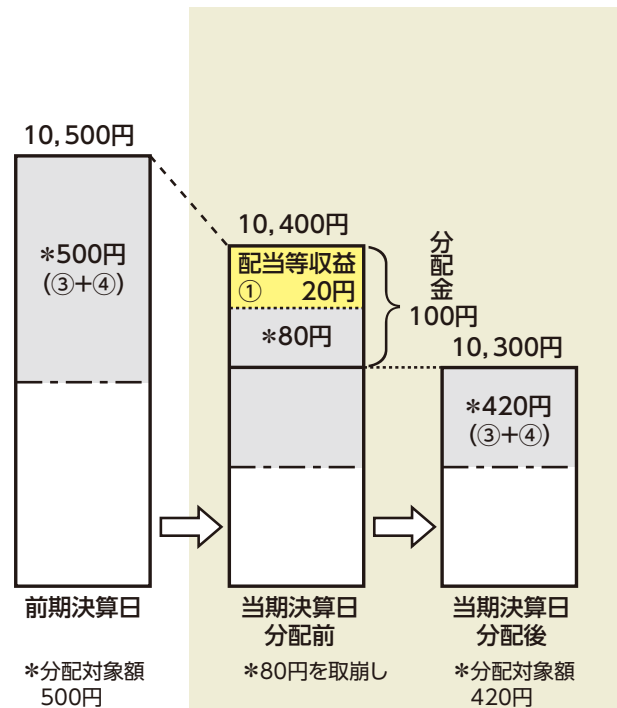 10,500円
*500円
(③+④)
前期決算日
*分配対象額
500円
10,400円
配当等収益
① 20円
*80円
分配金
100円
当期決算日
分配前
*80円を取崩し
10,300円
*420円
(③+④)
当期決算日
分配後
*分配対象額
420円